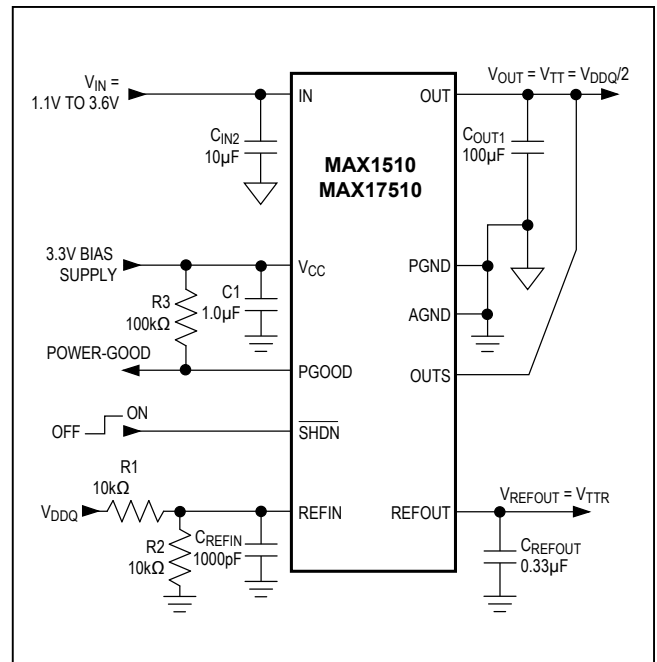 V_IN =
1.1V TO 3.6V
IN
OUT
V_OUT = V_TT = V_DDQ/2
C_IN2
10µF
C_OUT1
100µF
MAX1510
MAX17510
3.3V BIAS
SUPPLY
V_CC
PGND
R3
100kΩ
C1
1.0µF
AGND
POWER-GOOD
PGOOD
OUTS
OFF
ON
SHDN
R1
10kΩ
V_DDQ
REFIN
REFOUT
V_REFOUT = V_TTR
R2
10kΩ
C_REFIN
1000pF
C_REFOUT
0.33µF